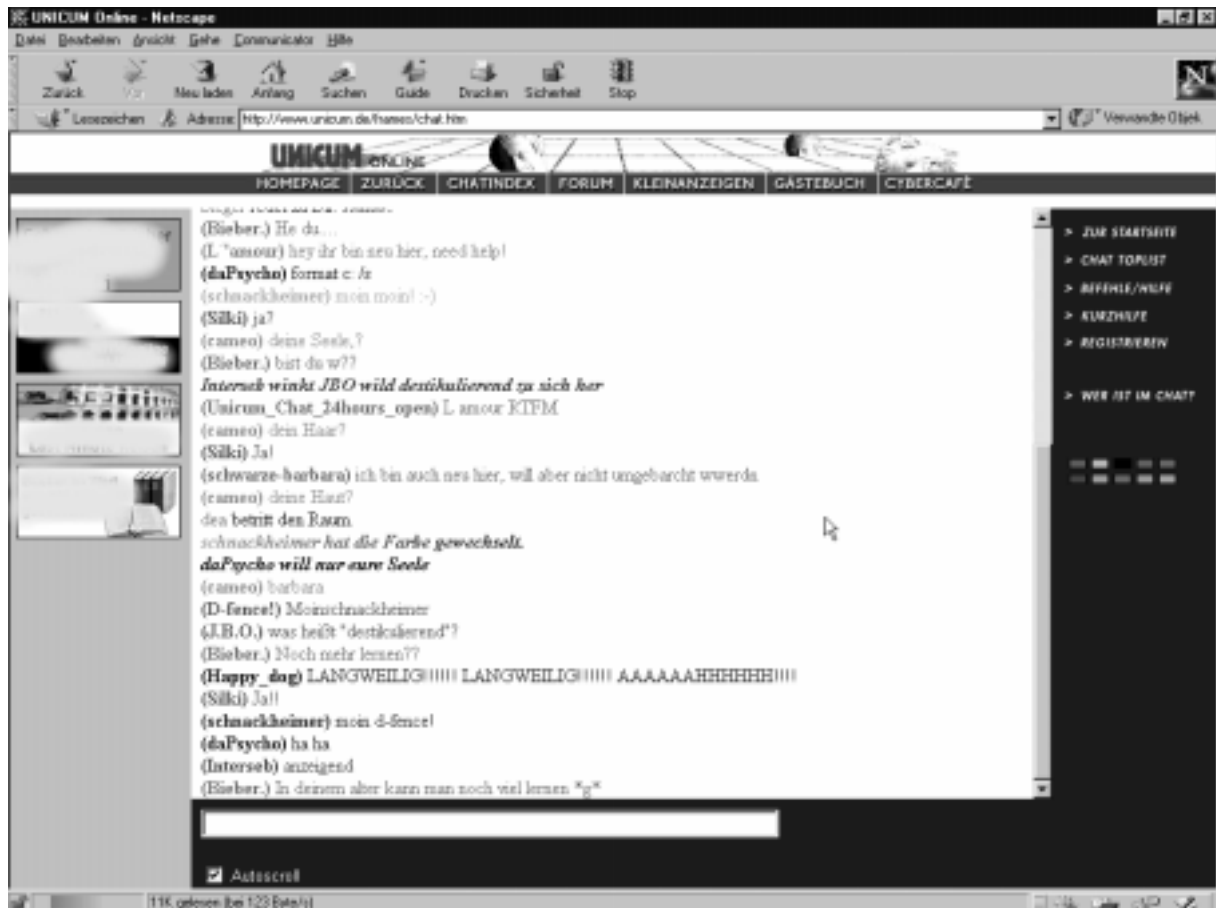 UNICUM Online - Netscape
Datei Bearbeiten Ansicht Gehe Communicator Hilfe
Zurück Vor Neu laden Anfang Suchen Guide Drucken Sicherheit Stop
N
Lesezeichen Adresse http://www.unicum.de/frames/chat.htm Verwandte Objek
UNICUM ONLINE
HOMEPAGE ZURÜCK CHATINDEX FORUM KLEINANZEIGEN GÄSTEBUCH CYBERCAFÈ
(Bieber.) He du...
(L´amour) hey ihr bin neu hier, need help!
(daPsycho) format c: /s
(schnackheimer) moin moin! :-)
(Silki) ja?
(cameo) deine Seele,?
(Bieber.) bist du w??
Interseb winkt JBO wild destikulierend zu sich her
(Unicum_Chat_24hours_open) L amour RTFM
(cameo) dein Haar?
(Silki) Ja!
(schwarze-barbara) ich bin auch neu hier, will aber nicht umgebarcht wwerds
(cameo) deine Haut?
dea betritt den Raum.
schnackheimer hat die Farbe gewechselt.
daPsycho will nur eure Seele
(cameo) barbara
(D-fence!) Moinschnackheimer
(J.B.O.) was heißt "destikulierend"?
(Bieber.) Noch mehr lernen??
(Happy_dog) LANGWEILIG!!!!!! LANGWEILIG!!!!!! AAAAAAHHHHHH!!!!
(Silki) Ja!!
(schnackheimer) moin d-fence!
(daPsycho) ha ha
(Interseb) anzeigend
(Bieber.) In deinem alter kann man noch viel lernen *g*
> ZUR STARTSEITE
> CHAT TOPLIST
> BEFEHLE/HILFE
> KURZHILFE
> REGISTRIEREN
> WER IST IM CHAT?
Autoscroll
11K gelesen (bei 123 Byte/s)